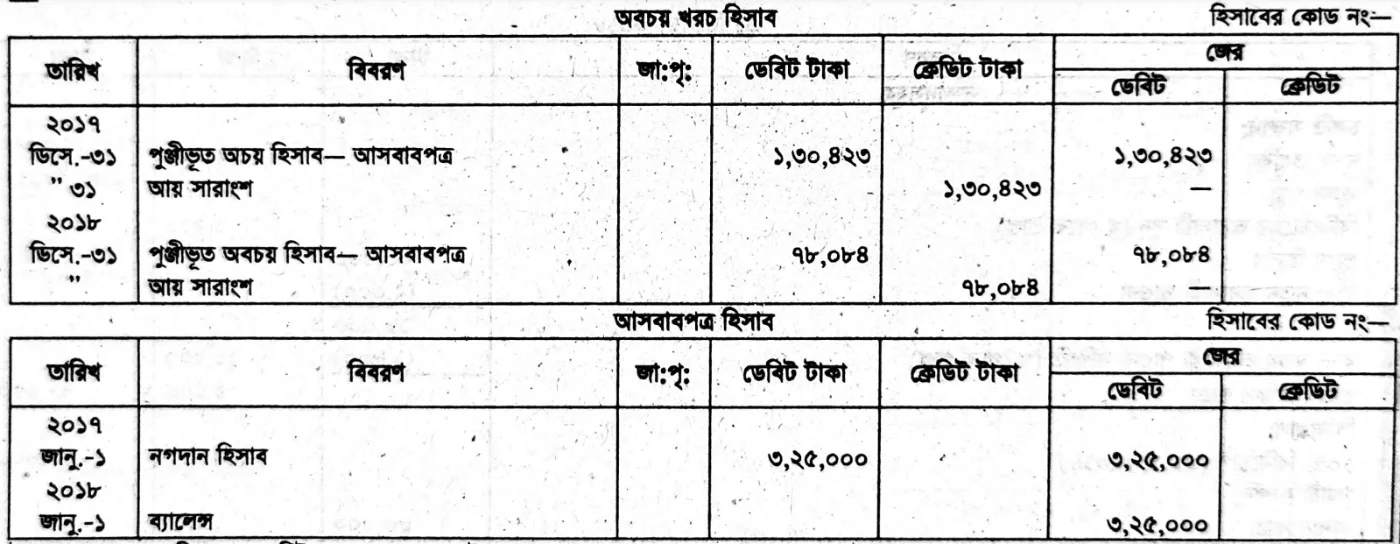 অবচয় খরচ হিসাব হিসাবের কোড নং—
তারিখ বিবরণ জা:পৃ: ডেবিট টাকা ক্রেডিট টাকা জের
ডেবিট ক্রেডিট
২০১৭
ডিসে.-৩১ পুঞ্জীভূত অচয় হিসাব— আসবাবপত্র ১,৩০,৪২৩ ১,৩০,৪২৩
" ৩১ আয় সারাংশ ১,৩০,৪২৩ —
২০১৮
ডিসে.-৩১ পুঞ্জীভূত অবচয় হিসাব— আসবাবপত্র ৭৮,০৮৪ ৭৮,০৮৪
" আয় সারাংশ ৭৮,০৮৪ —
আসবাবপত্র হিসাব হিসাবের কোড নং—
তারিখ বিবরণ জা:পৃ: ডেবিট টাকা ক্রেডিট টাকা জের
ডেবিট ক্রেডিট
২০১৭
জানু.-১ নগদান হিসাব ৩,২৫,০০০ ৩,২৫,০০০
২০১৮
জানু.-১ ব্যালেন্স ৩,২৫,০০০